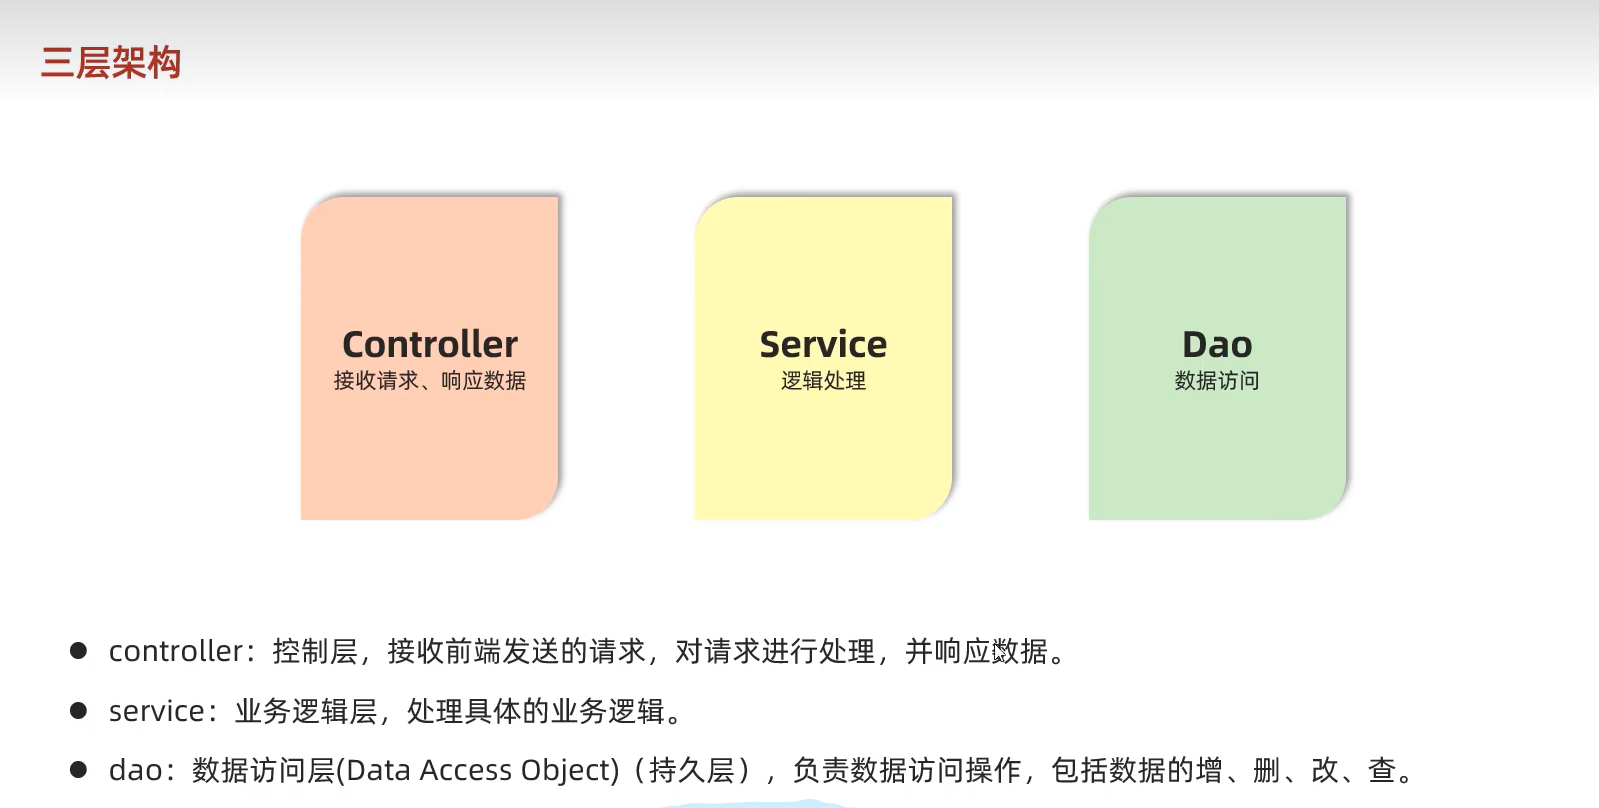 三层架构
Controller
接收请求、响应数据
Service
逻辑处理
Dao
数据访问
● controller：控制层，接收前端发送的请求，对请求进行处理，并响应数据。
● service：业务逻辑层，处理具体的业务逻辑。
● dao：数据访问层(Data Access Object)（持久层），负责数据访问操作，包括数据的增、删、改、查。